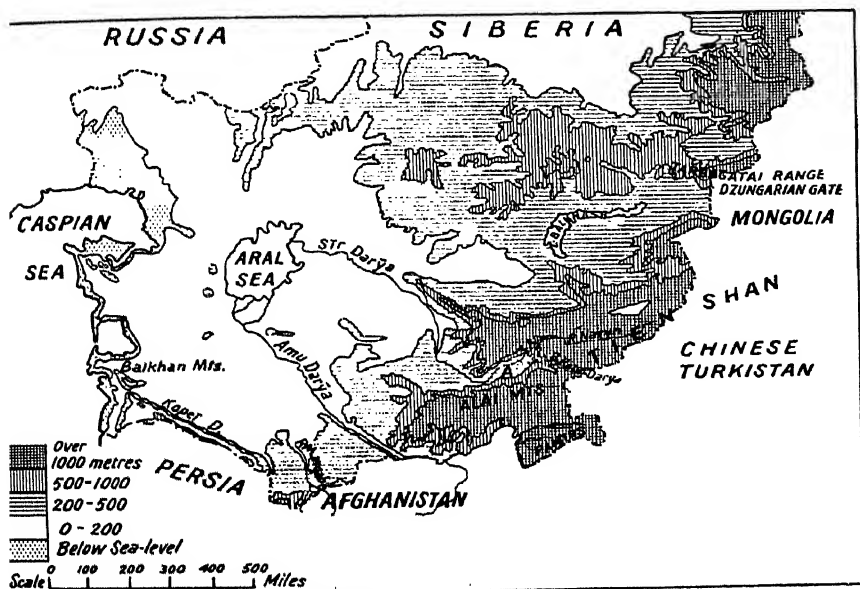 RUSSIA
SIBERIA
CASPIAN
SEA
ARAL
SEA
Syr Darya
Amu Darya
Balkhan Mts.
Kopet D.
PERSIA
AFGHANISTAN
ALAI MTS
A
TIEN SHAN
GATAI RANGE
DZUNGARIAN GATE
MONGOLIA
CHINESE
TURKISTAN
Over
1000 metres
500-1000
200-500
0-200
Below Sea-level
Scale 0 100 200 300 400 500 Miles